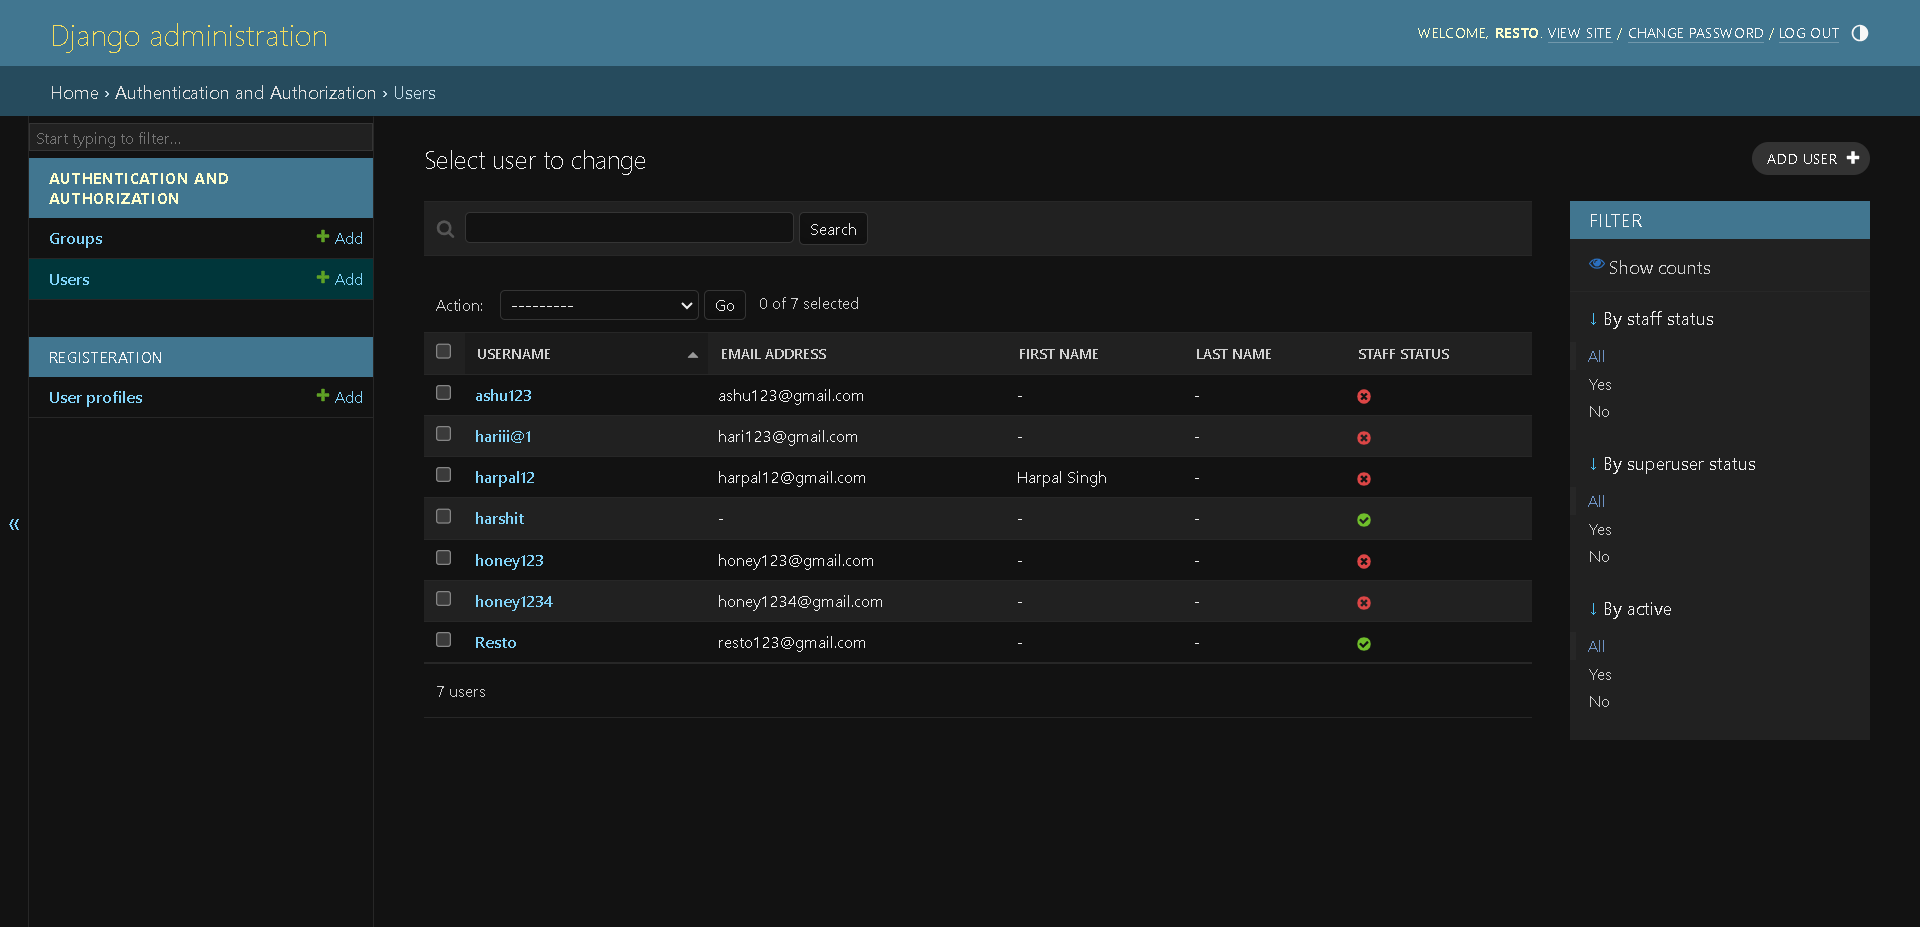 Django administration
WELCOME, RESTO. VIEW SITE / CHANGE PASSWORD / LOG OUT
Home › Authentication and Authorization › Users
Start typing to filter...
AUTHENTICATION AND
AUTHORIZATION
Groups + Add
Users + Add
REGISTERATION
User profiles + Add
«
Select user to change
ADD USER +
Search
Action: --------- Go 0 of 7 selected
USERNAME EMAIL ADDRESS FIRST NAME LAST NAME STAFF STATUS
ashu123 ashu123@gmail.com - -
hariii@1 hari123@gmail.com - -
harpal12 harpal12@gmail.com Harpal Singh -
harshit - - -
honey123 honey123@gmail.com - -
honey1234 honey1234@gmail.com - -
Resto resto123@gmail.com - -
7 users
FILTER
Show counts
↓ By staff status
All
Yes
No
↓ By superuser status
All
Yes
No
↓ By active
All
Yes
No